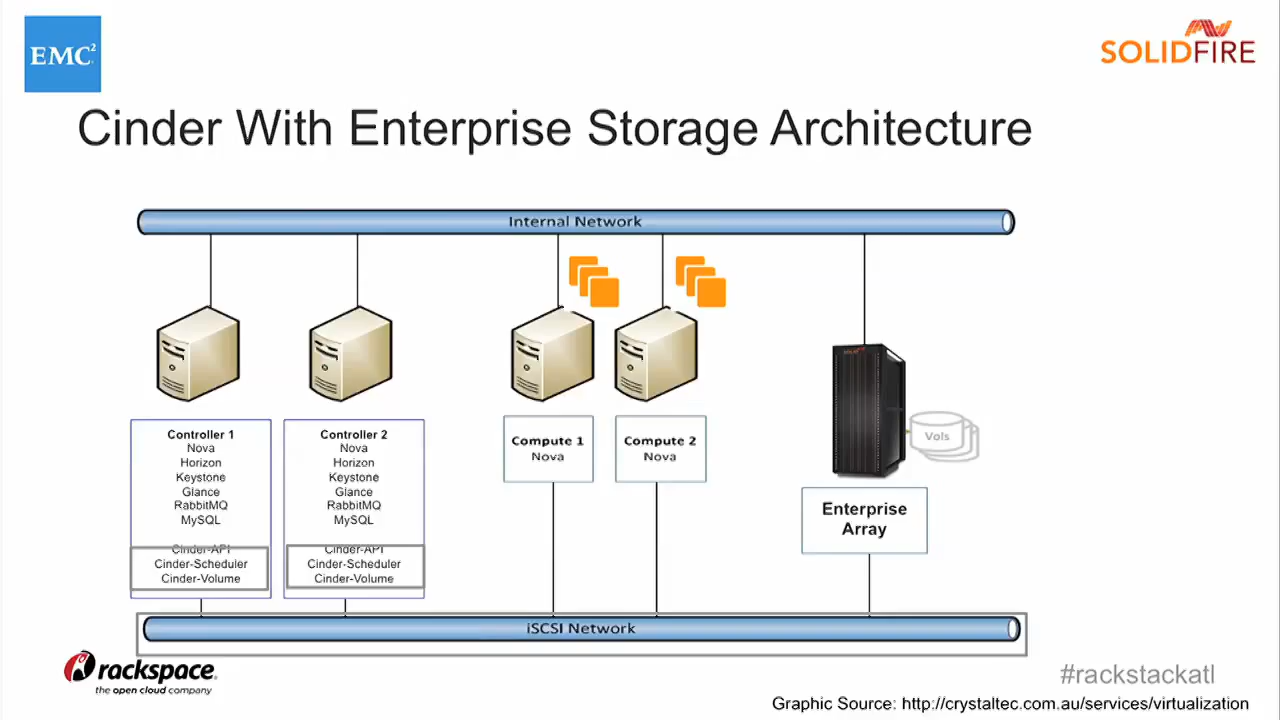 EMC²
SOLIDFIRE
Cinder With Enterprise Storage Architecture
Internal Network
SOLIDFIRE
Vols
Controller 1
Nova
Horizon
Keystone
Glance
RabbitMQ
MySQL
Cinder-API
Cinder-Scheduler
Cinder-Volume
Controller 2
Nova
Horizon
Keystone
Glance
RabbitMQ
MySQL
Cinder-API
Cinder-Scheduler
Cinder-Volume
Compute 1
Nova
Compute 2
Nova
Enterprise
Array
iSCSI Network
rackspace.
the open cloud company
#rackstackatl
Graphic Source: http://crystaltec.com.au/services/virtualization